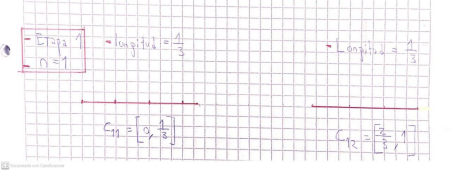 - Etapa 1
- n = 1
- longitud = 1/3
- Longitud = 1/3
C₁₁ = [0, 1/3]
C₁₂ = [2/3, 1]